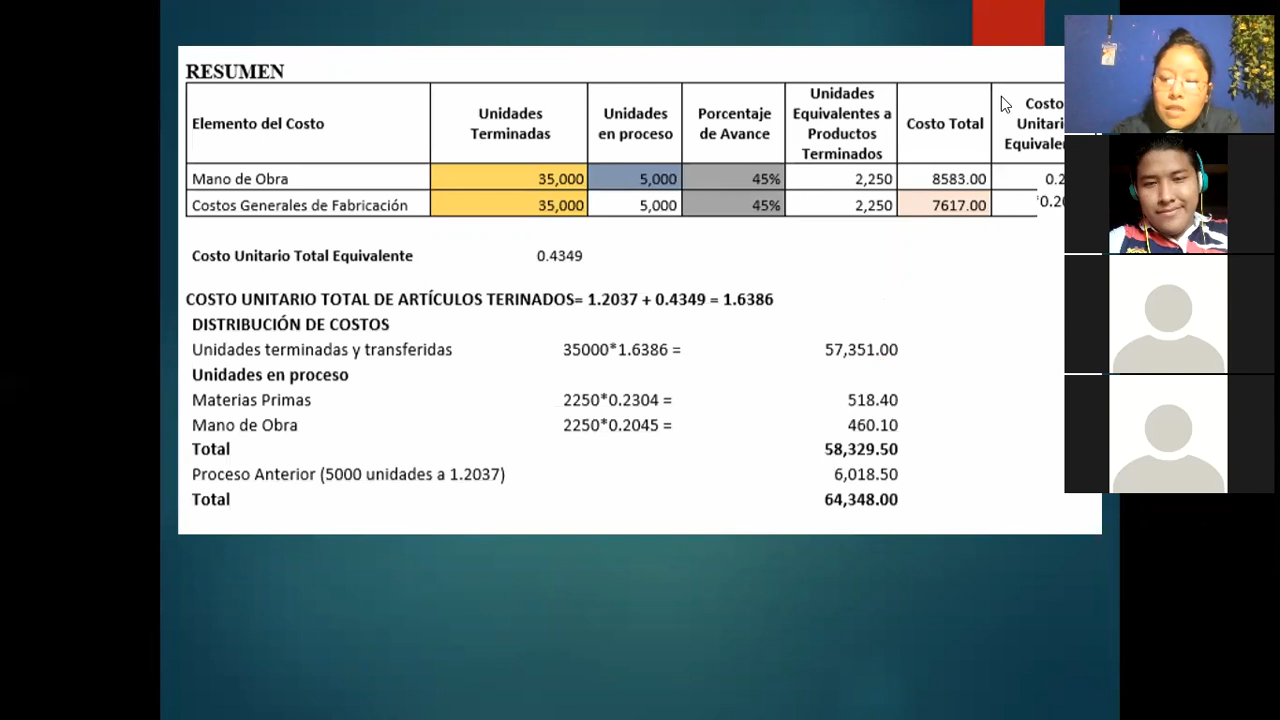 RESUMEN
Elemento del Costo Unidades Terminadas Unidades en proceso Porcentaje de Avance Unidades Equivalentes a Productos Terminados Costo Total Costo
Mano de Obra 35,000 5,000 45% 2,250 8583.00
Costos Generales de Fabricación 35,000 5,000 45% 2,250 7617.00
Costo Unitario Total Equivalente 0.4349
COSTO UNITARIO TOTAL DE ARTÍCULOS TERINADOS= 1.2037 + 0.4349 = 1.6386
DISTRIBUCIÓN DE COSTOS
Unidades terminadas y transferidas 35000*1.6386 = 57,351.00
Unidades en proceso
Materias Primas 2250*0.2304 = 518.40
Mano de Obra 2250*0.2045 = 460.10
Total 58,329.50
Proceso Anterior (5000 unidades a 1.2037) 6,018.50
Total 64,348.00